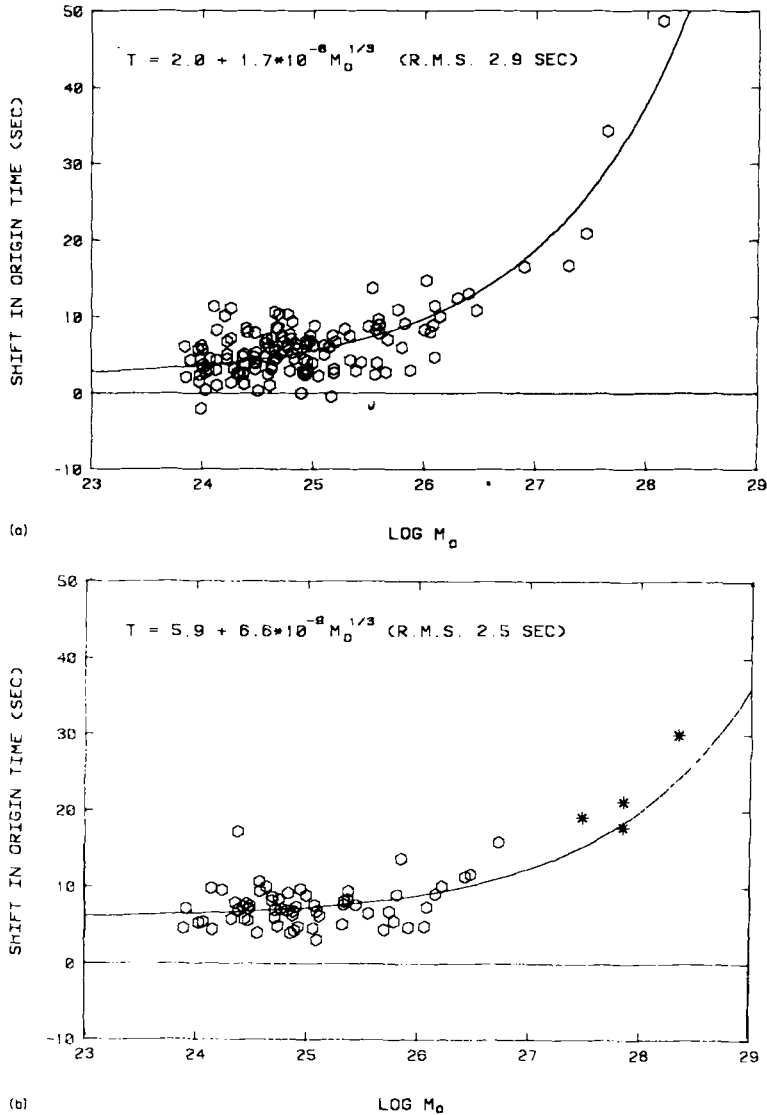 50
40
30
20
10
0
-10
SHIFT IN ORIGIN TIME (SEC)
T = 2.0 + 1.7*10⁻⁸ M₀^1/3 (R.M.S. 2.9 SEC)
23 24 25 26 27 28 29
LOG M₀
(a)
50
40
30
20
10
0
-10
SHIFT IN ORIGIN TIME (SEC)
T = 5.9 + 6.6*10⁻⁹ M₀^1/3 (R.M.S. 2.5 SEC)
23 24 25 26 27 28 29
LOG M₀
(b)